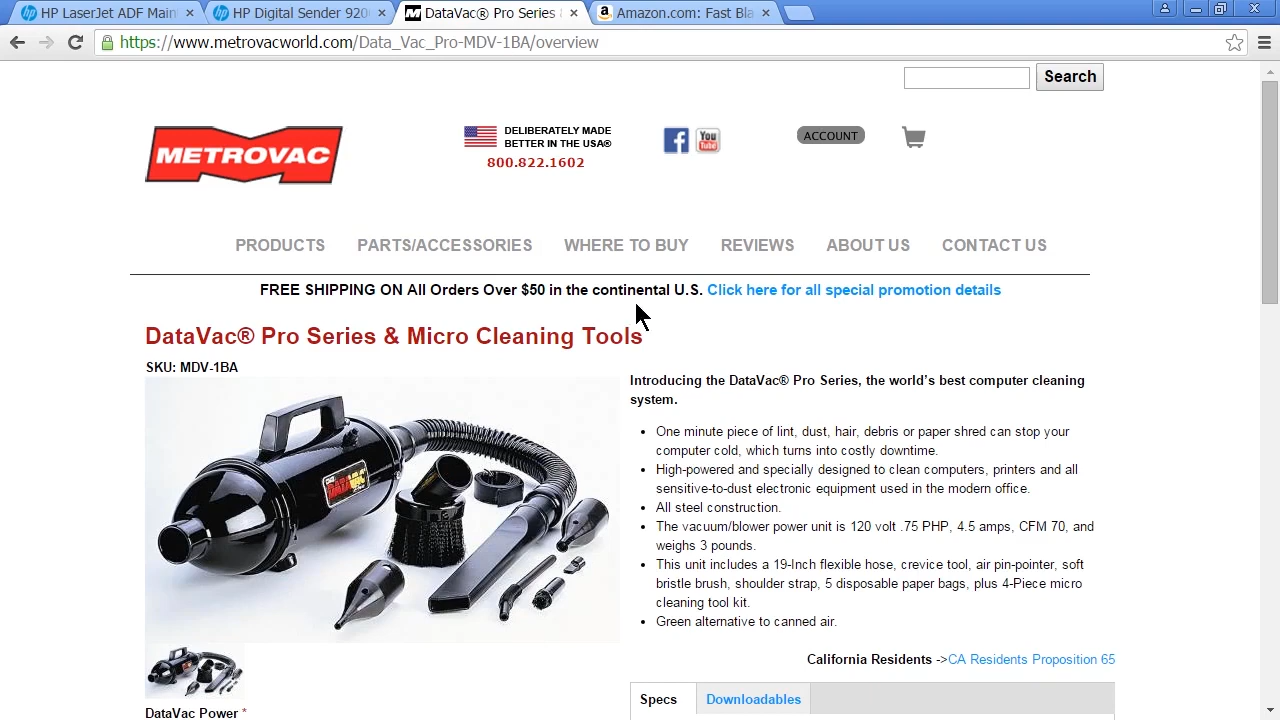 HP LaserJet ADF Main
HP Digital Sender 920
DataVac® Pro Series
Amazon.com: Fast Bla
https://www.metrovacworld.com/Data_Vac_Pro-MDV-1BA/overview
Search
METROVAC
DELIBERATELY MADE
BETTER IN THE USA®
800.822.1602
You
Tube
ACCOUNT
PRODUCTS
PARTS/ACCESSORIES
WHERE TO BUY
REVIEWS
ABOUT US
CONTACT US
FREE SHIPPING ON All Orders Over $50 in the continental U.S. Click here for all special promotion details
DataVac® Pro Series & Micro Cleaning Tools
SKU: MDV-1BA
DATAVAC
Introducing the DataVac® Pro Series, the world's best computer cleaning
system.
One minute piece of lint, dust, hair, debris or paper shred can stop your
computer cold, which turns into costly downtime.
High-powered and specially designed to clean computers, printers and all
sensitive-to-dust electronic equipment used in the modern office.
All steel construction.
The vacuum/blower power unit is 120 volt .75 PHP, 4.5 amps, CFM 70, and
weighs 3 pounds.
This unit includes a 19-Inch flexible hose, crevice tool, air pin-pointer, soft
bristle brush, shoulder strap, 5 disposable paper bags, plus 4-Piece micro
cleaning tool kit.
Green alternative to canned air.
California Residents ->CA Residents Proposition 65
Specs
Downloadables
DataVac Power *